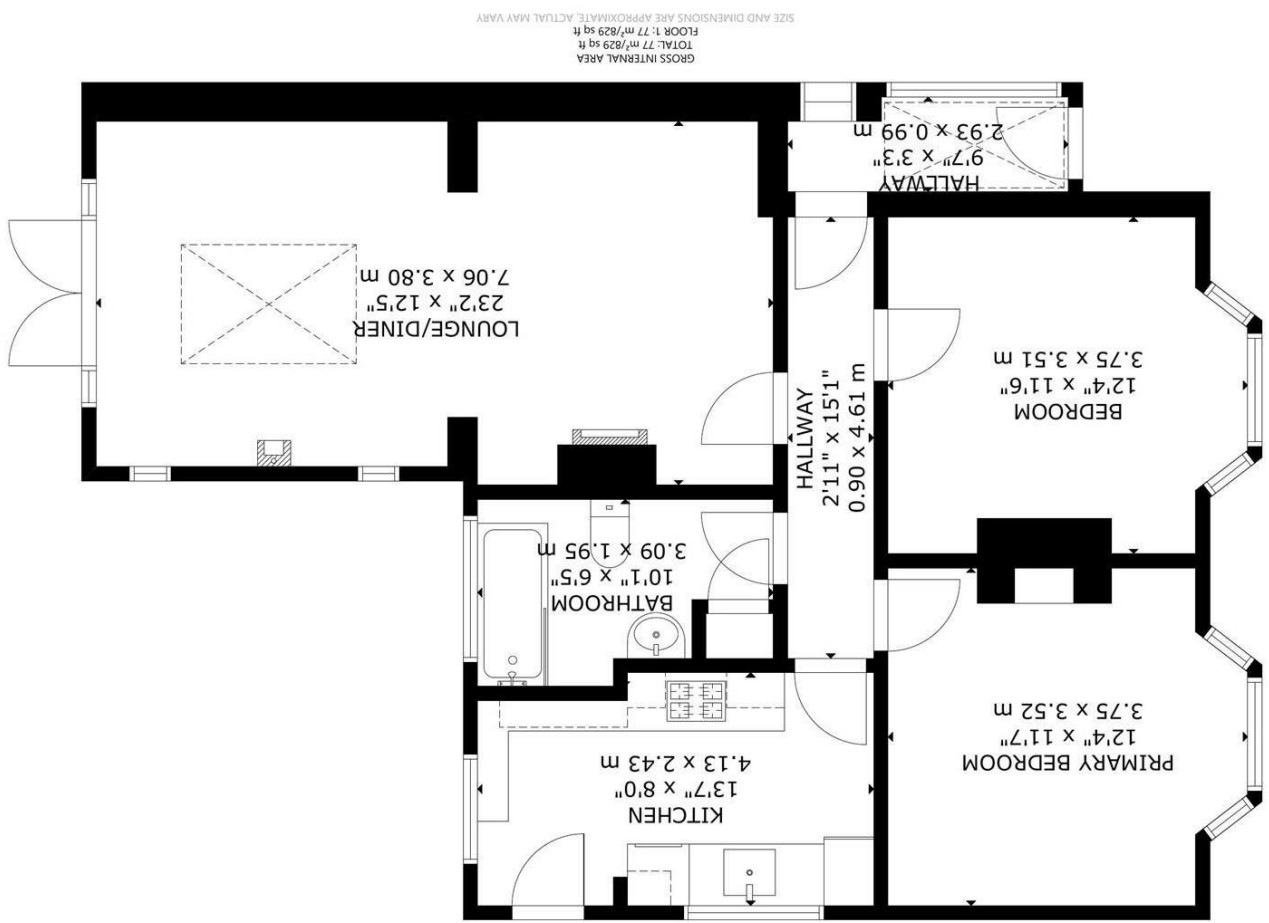 PRIMARY BEDROOM
12'4" x 11'7"
3.75 x 3.52 m
KITCHEN
13'7" x 8'0"
4.13 x 2.43 m
BATHROOM
10'1" x 6'5"
3.09 x 1.95 m
BEDROOM
12'4" x 11'6"
3.75 x 3.51 m
HALLWAY
2'11" x 15'1"
0.90 x 4.61 m
LOUNGE/DINER
23'2" x 12'5"
7.06 x 3.80 m
HALLWAY
9'7" x 3'3"
2.93 x 0.99 m
GROSS INTERNAL AREA
TOTAL: 77 m²/829 sq ft
FLOOR 1: 77 m²/829 sq ft
SIZE AND DIMENSIONS ARE APPROXIMATE, ACTUAL MAY VARY